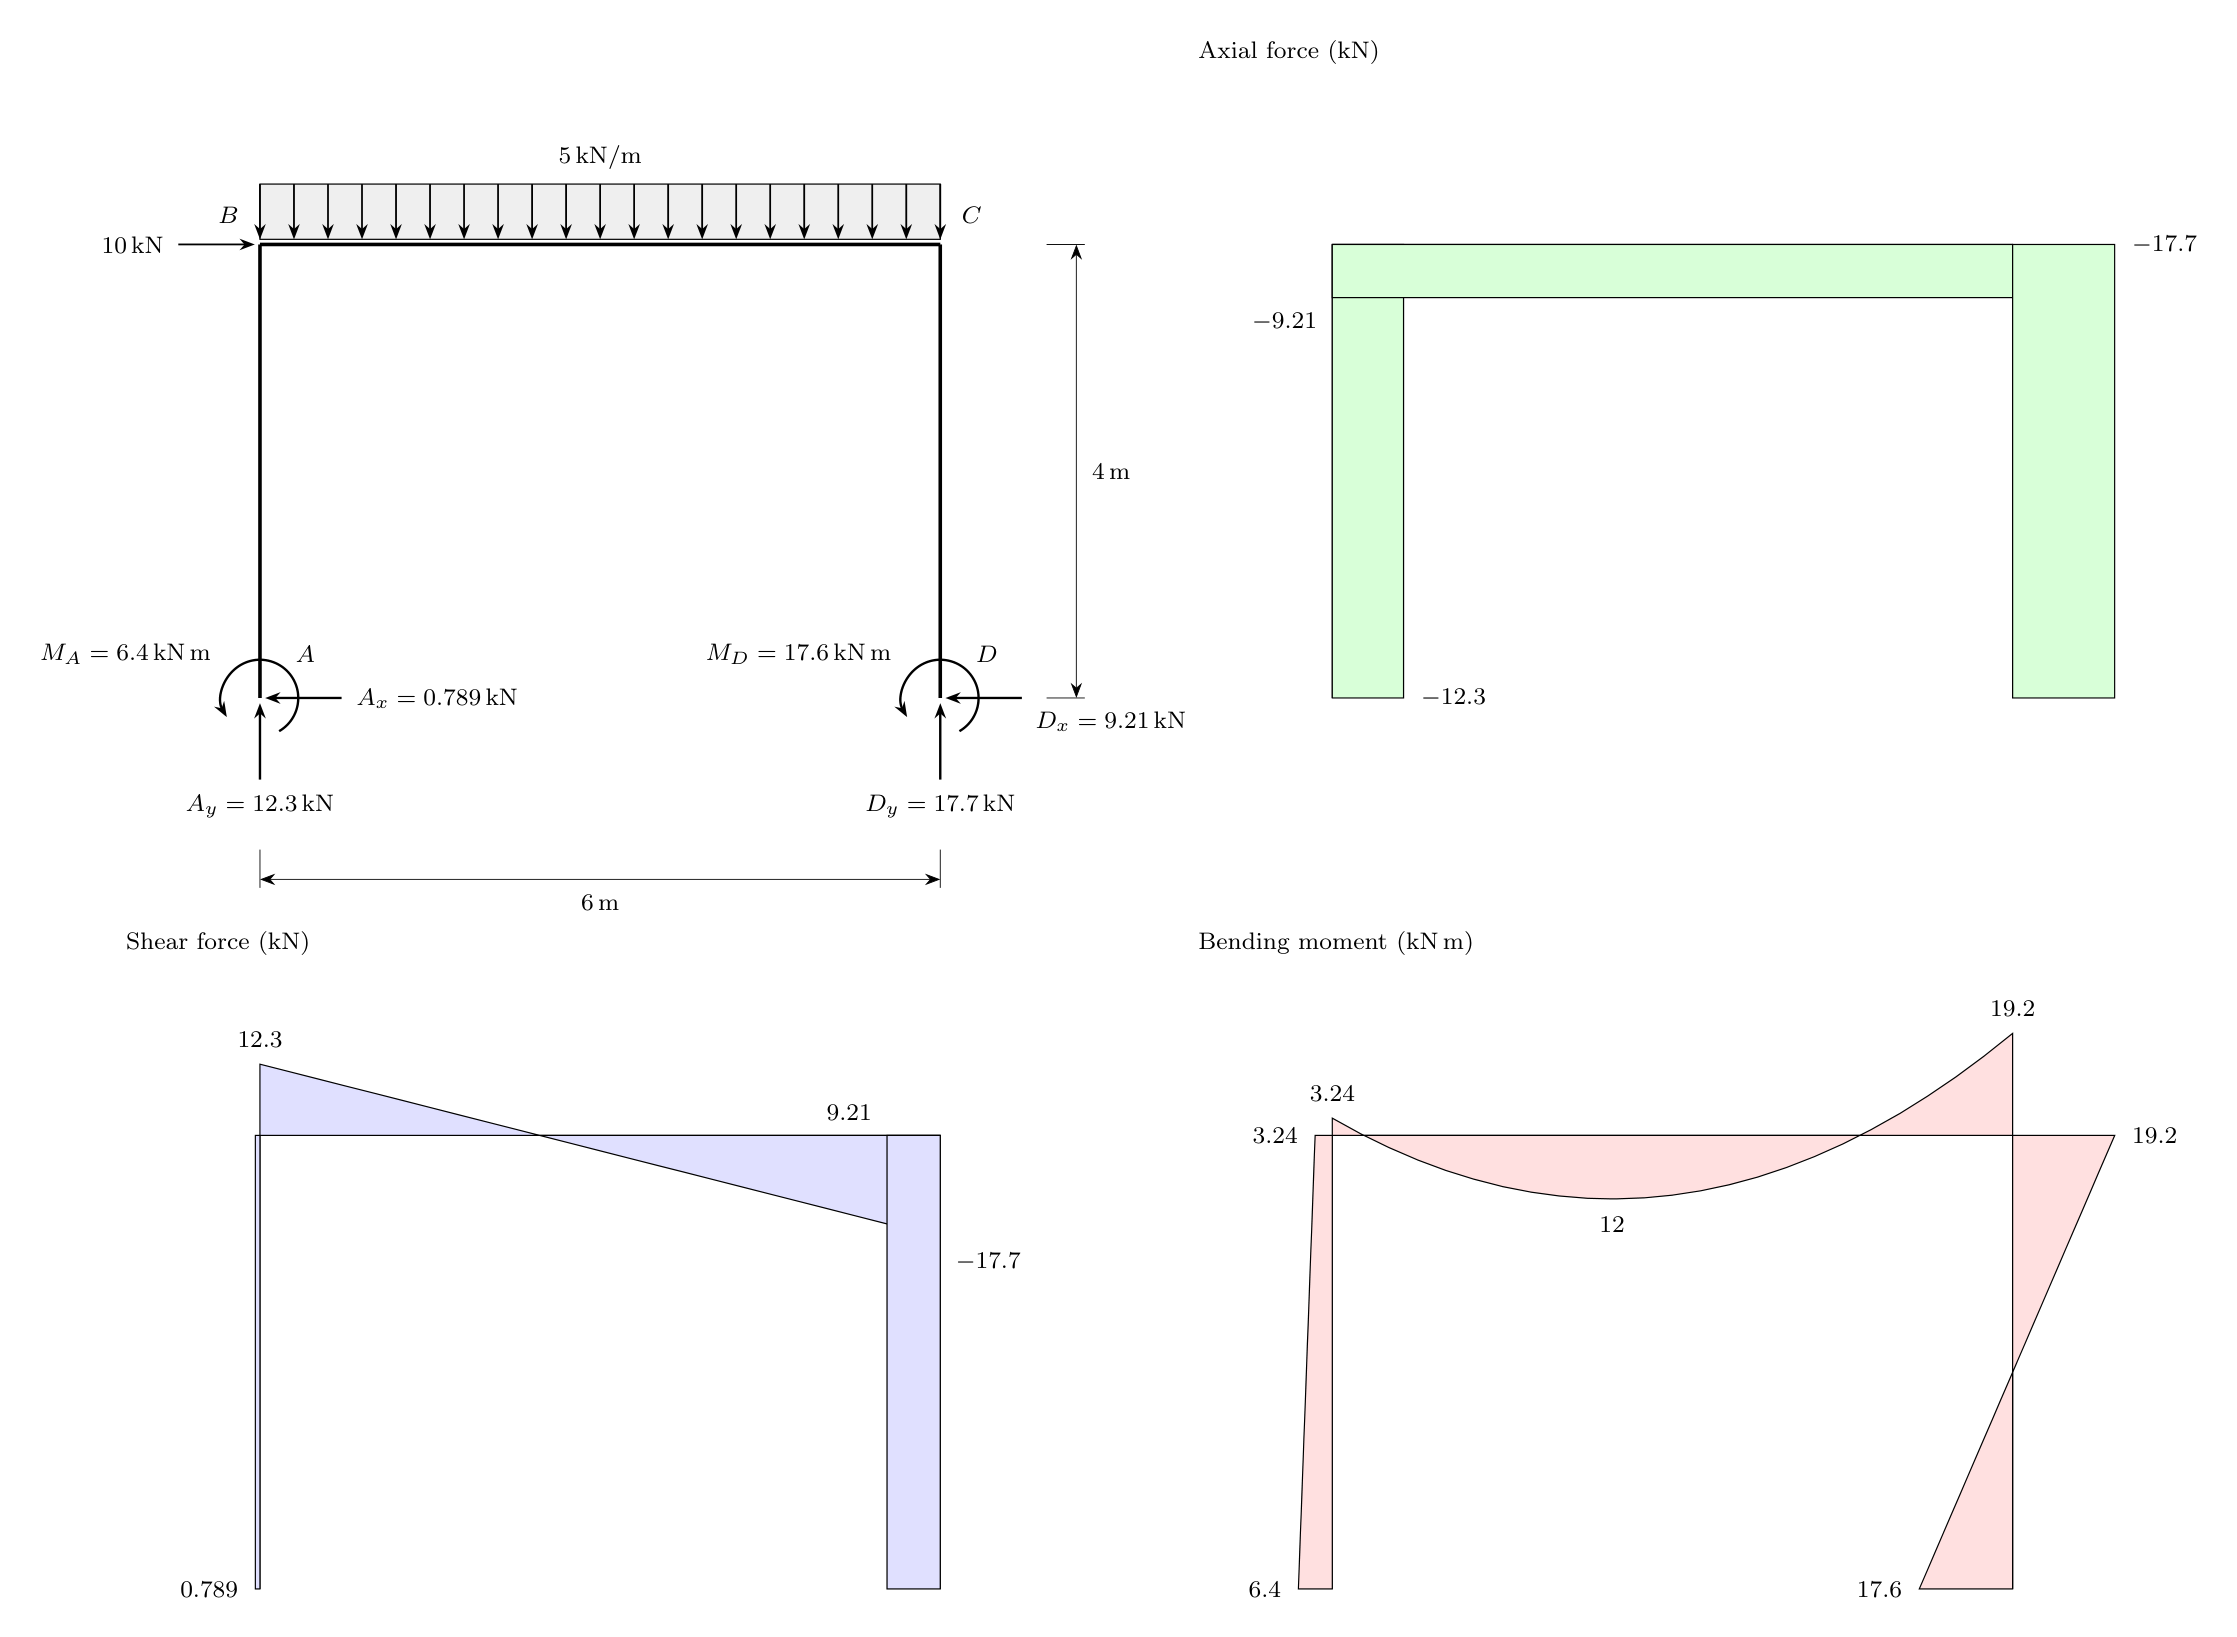 Axial force (kN)
5 kN/m
B
C
10 kN
4 m
M_A = 6.4 kN m
A
A_x = 0.789 kN
A_y = 12.3 kN
M_D = 17.6 kN m
D
D_x = 9.21 kN
D_y = 17.7 kN
6 m
−17.7
−9.21
−12.3
Shear force (kN)
12.3
9.21
−17.7
0.789
Bending moment (kN m)
19.2
3.24
3.24
19.2
12
6.4
17.6